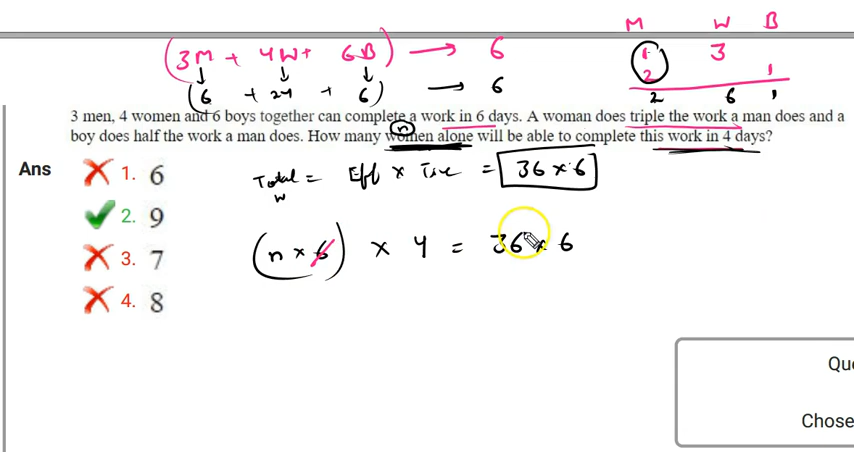 M W B
(3M + 4W + 6B) → 6
1 3
2 1
(6 + 24 + 6) → 6
2 6 1
3 men, 4 women and 6 boys together can complete a work in 6 days. A woman does triple the work a man does and a
n
boy does half the work a man does. How many women alone will be able to complete this work in 4 days?
Ans
1. 6
Total w = Eff x Time = 36 x 6
2. 9
(n x 6) x 4 = 36 x 6
3. 7
4. 8
Que
Chose